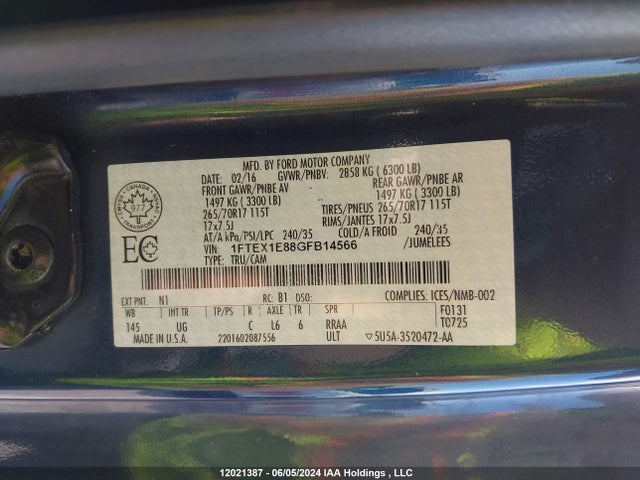 MFD. BY FORD MOTOR COMPANY
DATE: 02/16 GVWR/PNBV: 2858 KG ( 6300 LB)
FRONT GAWR/PNBE AV REAR GAWR/PNBE AR
1497 KG ( 3300 LB) 1497 KG ( 3300 LB)
265/70R17 115T TIRES/PNEUS 265/70R17 115T
17x7.5J RIMS/JANTES 17x7.5J
AT/A kPa/PSI/LPC 240/35 COLD/A FROID 240/35
VIN: 1FTEX1E88GFB14566 /JUMELEES
TYPE: TRU/CAM
CANADA
977
TRANSPORT
EC
EXT PNT: N1 RC: B1 DSO: COMPLIES: ICES/NMB-002
WB INT TR TP/PS R AXLE TR SPR F0131
145 UG C L6 6 RRAA TC725
MADE IN U.S.A. 7201602087556 ULT ▽5U5A-3520472-AA
12021387 - 06/05/2024 IAA Holdings , LLC